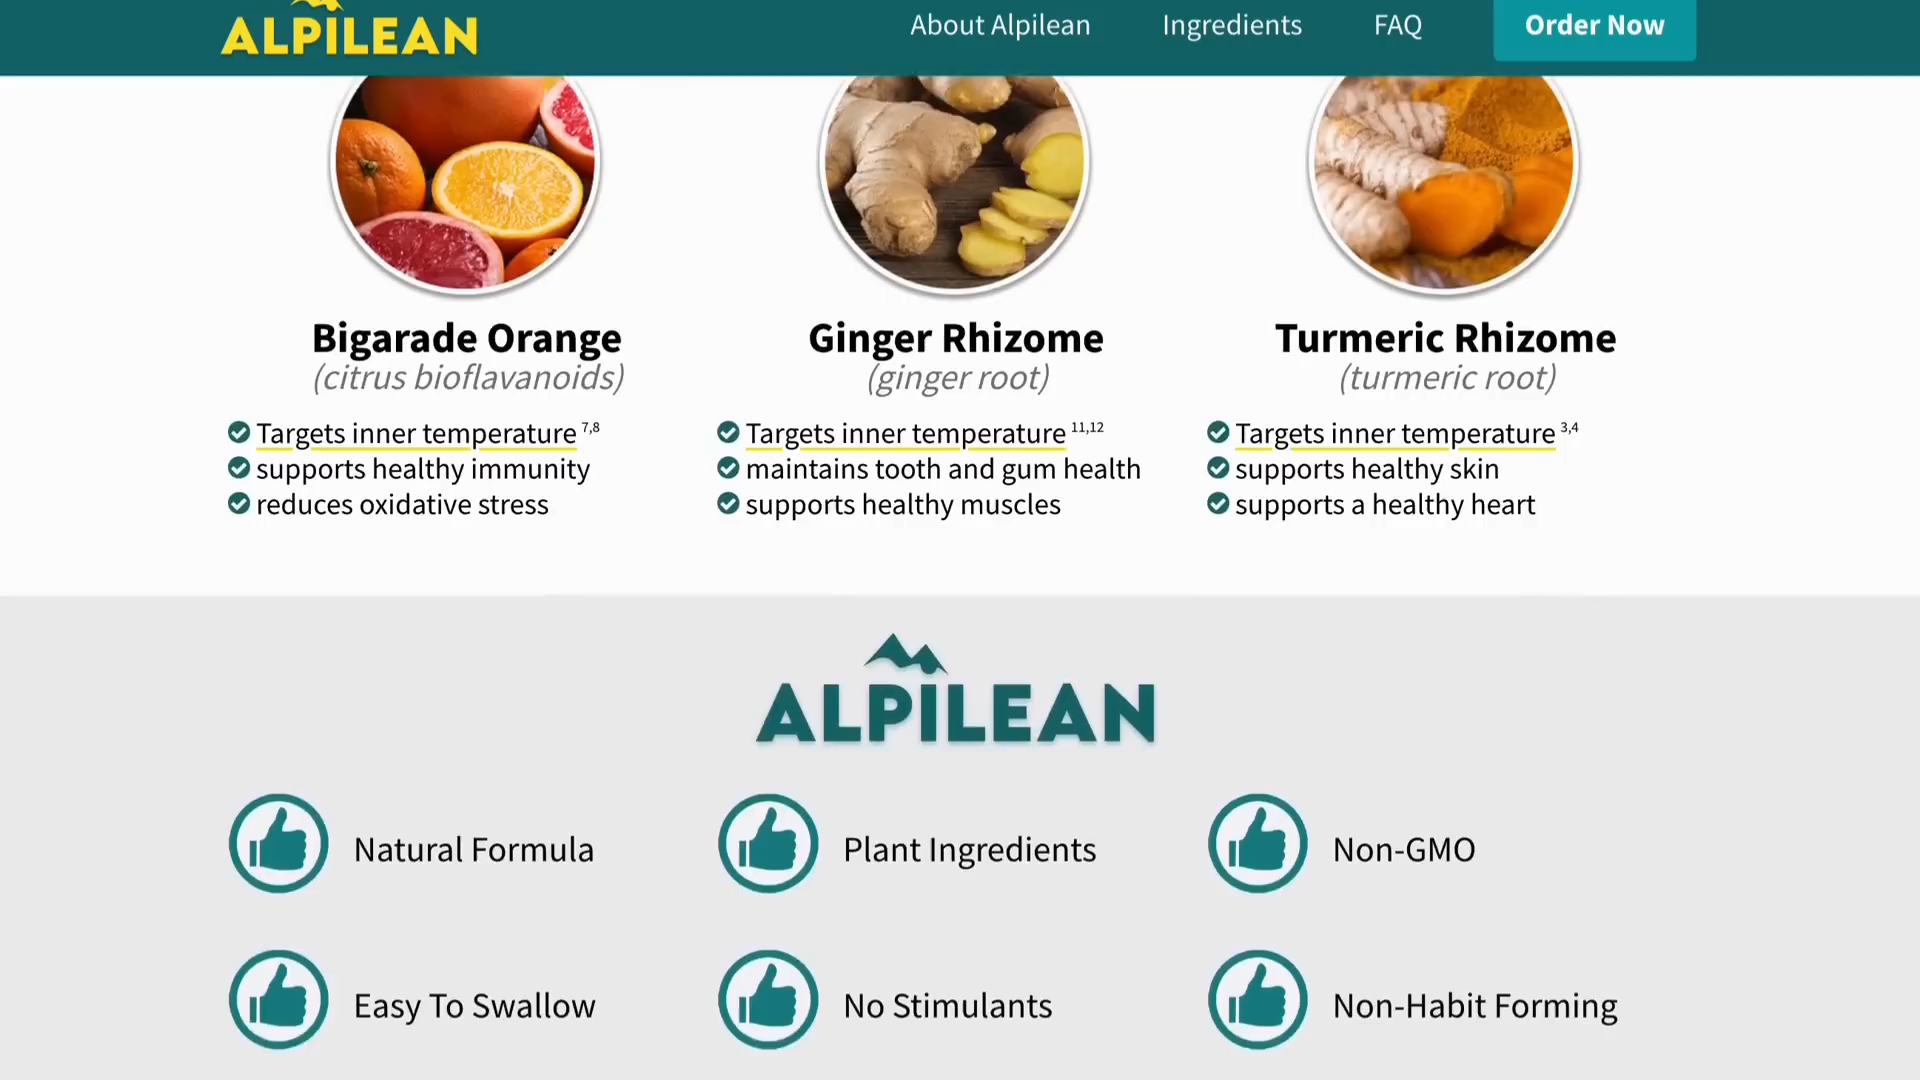 ALPILEAN
About Alpilean
Ingredients
FAQ
Order Now
Bigarade Orange
(citrus bioflavanoids)
Targets inner temperature 7,8
supports healthy immunity
reduces oxidative stress
Ginger Rhizome
(ginger root)
Targets inner temperature 11,12
maintains tooth and gum health
supports healthy muscles
Turmeric Rhizome
(turmeric root)
Targets inner temperature 3,4
supports healthy skin
supports a healthy heart
ALPILEAN
Natural Formula
Plant Ingredients
Non-GMO
Easy To Swallow
No Stimulants
Non-Habit Forming